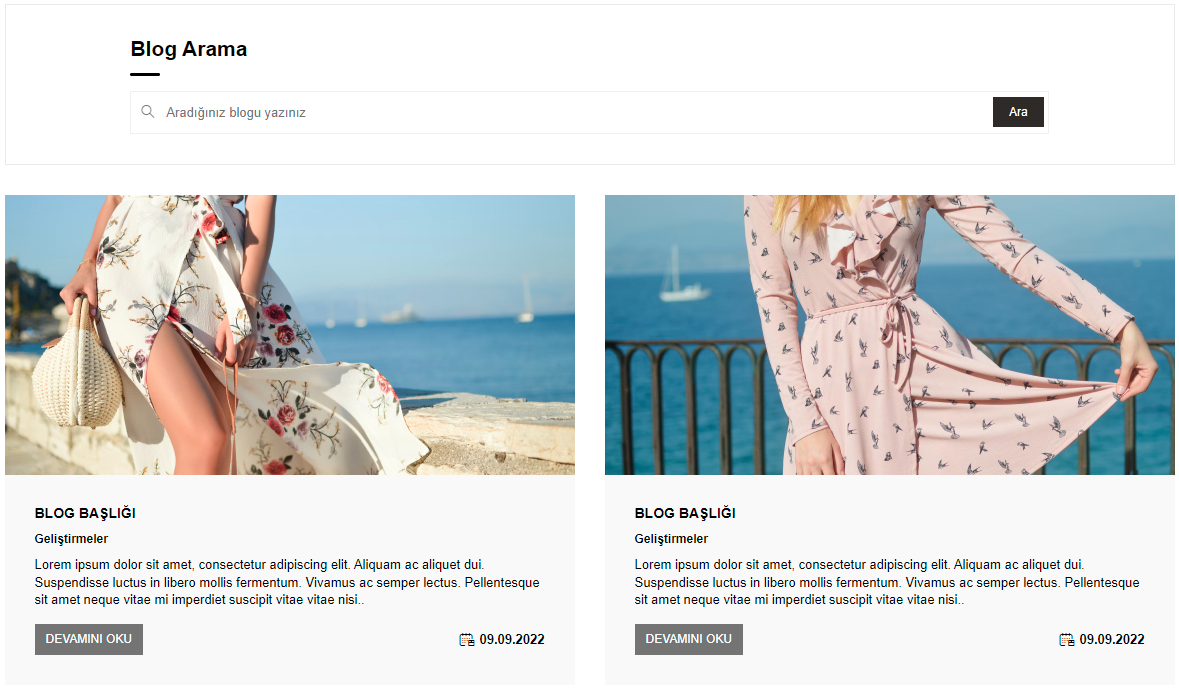 Blog Arama
Aradığınız blogu yazınız
Ara
BLOG BAŞLIĞI
Geliştirmeler
Lorem ipsum dolor sit amet, consectetur adipiscing elit. Aliquam ac aliquet dui.
Suspendisse luctus in libero mollis fermentum. Vivamus ac semper lectus. Pellentesque
sit amet neque vitae mi imperdiet suscipit vitae vitae nisi..
DEVAMINI OKU
09.09.2022
BLOG BAŞLIĞI
Geliştirmeler
Lorem ipsum dolor sit amet, consectetur adipiscing elit. Aliquam ac aliquet dui.
Suspendisse luctus in libero mollis fermentum. Vivamus ac semper lectus. Pellentesque
sit amet neque vitae mi imperdiet suscipit vitae vitae nisi..
DEVAMINI OKU
09.09.2022